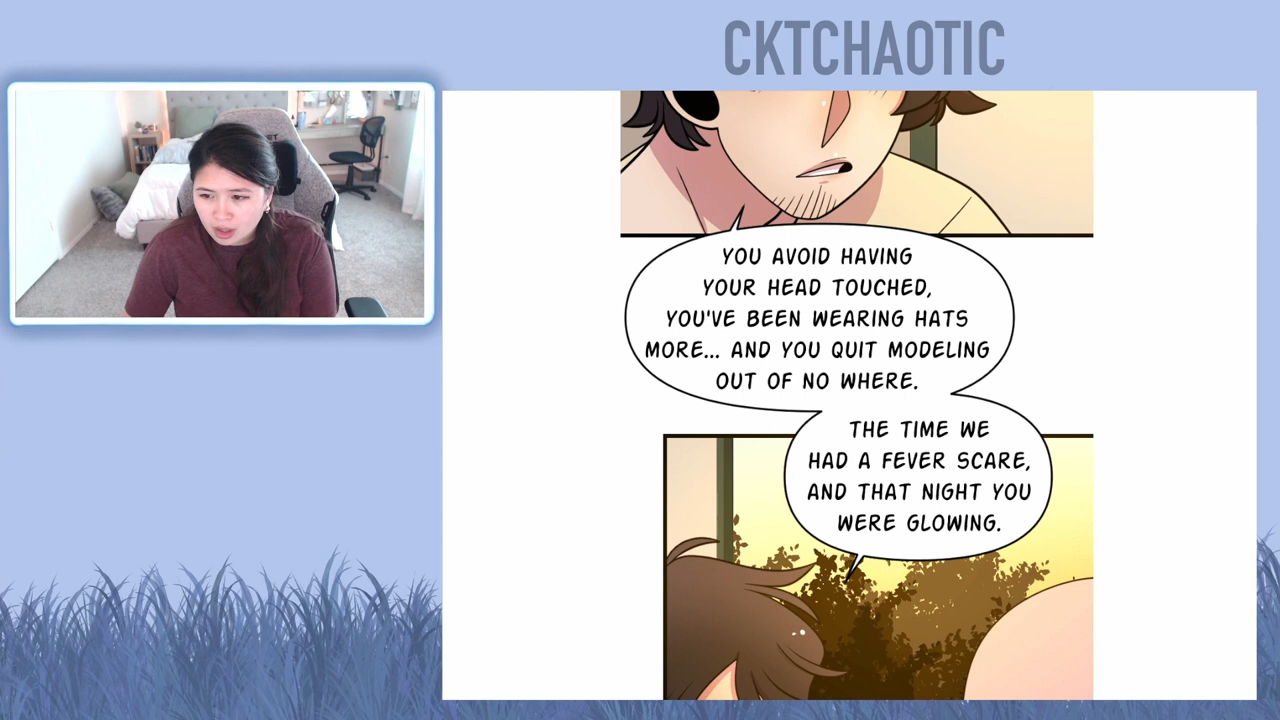 CKTCHAOTIC
YOU AVOID HAVING
YOUR HEAD TOUCHED,
YOU'VE BEEN WEARING HATS
MORE... AND YOU QUIT MODELING
OUT OF NO WHERE.
THE TIME WE
HAD A FEVER SCARE,
AND THAT NIGHT YOU
WERE GLOWING.